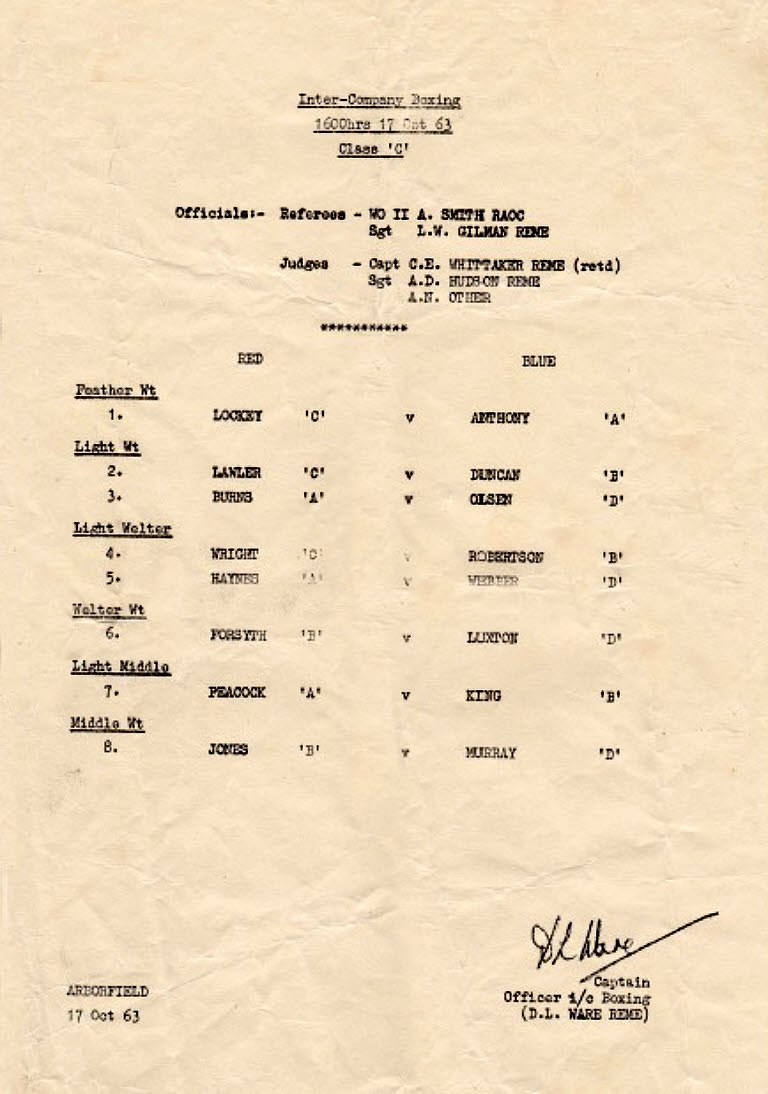 Inter-Company Boxing
1600hrs 17 Oct 63
Class 'C'
Officials:- Referees - WO II A. SMITH RAOC
Sgt L.W. GILMAN REME
Judges - Capt C.E. WHITTAKER REME (retd)
Sgt A.D. HUDSON REME
A.N. OTHER
***********
RED BLUE
Feather Wt
1. LOCKEY 'C' v ANTHONY 'A'
Light Wt
2. LAWLER 'C' v DUNCAN 'B'
3. BURNS 'A' v OLSEN 'D'
Light Welter
4. WRIGHT 'C' v ROBERTSON 'B'
5. HAYNES 'A' v WEBBER 'D'
Welter Wt
6. FORSYTH 'B' v LUXTON 'D'
Light Middle
7. PEACOCK 'A' v KING 'B'
Middle Wt
8. JONES 'B' v MURRAY 'D'
D L Ware
Captain
Officer i/c Boxing
(D.L. WARE REME)
ARBORFIELD
17 Oct 63